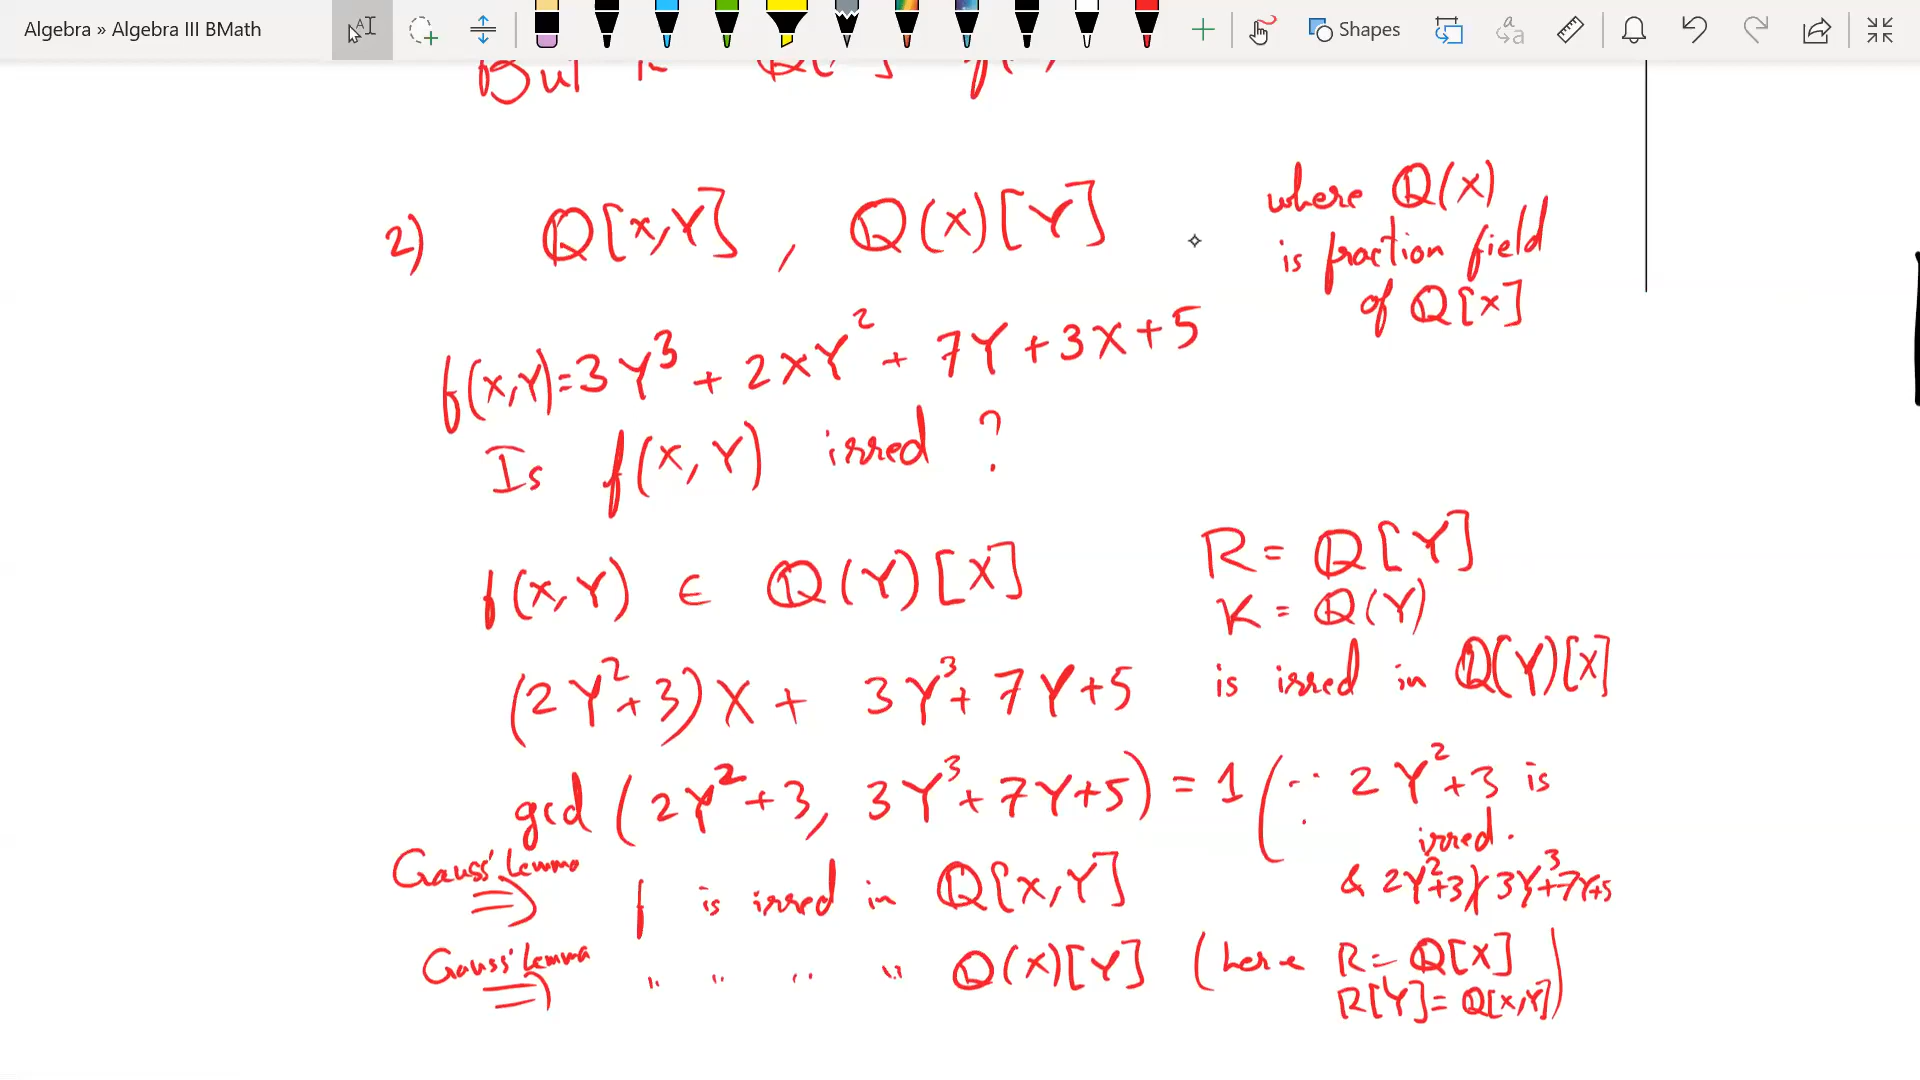 Algebra » Algebra III BMath
Shapes
But in
2) Q[x,Y] , Q(x)[Y] where Q(x)
is fraction field
of Q[x]
f(x,Y)=3Y³ + 2xY² + 7Y + 3X + 5
Is f(x,Y) irred ?
f(x,Y) ∈ Q(Y)[X] R = Q[Y]
K = Q(Y)
(2Y²+3)X + 3Y³+7Y+5 is irred in Q(Y)[X]
gcd (2Y²+3, 3Y³+7Y+5) = 1 (∵ 2Y²+3 is
irred.
& 2Y²+3 ∤ 3Y³+7Y+5
Gauss' Lemma ⇒ f is irred in Q[x,Y]
Gauss' Lemma ⇒ " " " " Q(x)[Y] (here R = Q[X]
R[Y] = Q[x,Y])